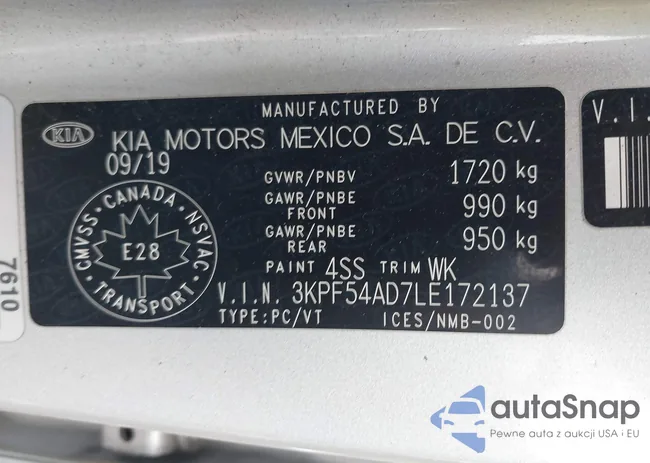 MANUFACTURED BY
KIA KIA MOTORS MEXICO S.A. DE C.V.
09/19
GVWR/PNBV 1720 kg
GAWR/PNBE FRONT 990 kg
GAWR/PNBE REAR 950 kg
PAINT 4SS TRIM WK
V.I.N. 3KPF54AD7LE172137
TYPE:PC/VT ICES/NMB-002
CANADA
CMVSS NSVAC
E28
TRANSPORT
V.I.
7610
autaSnap
Pewne auta z aukcji USA i EU